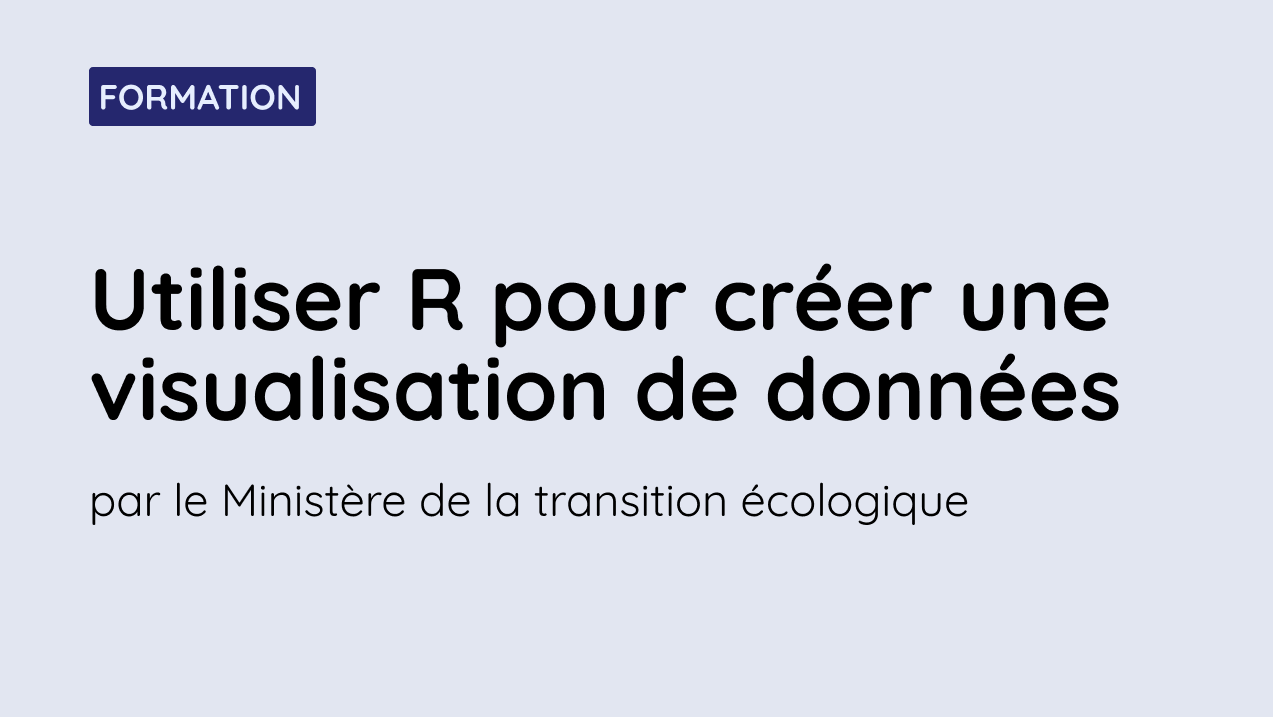 FORMATION
Utiliser R pour créer une
visualisation de données
par le Ministère de la transition écologique